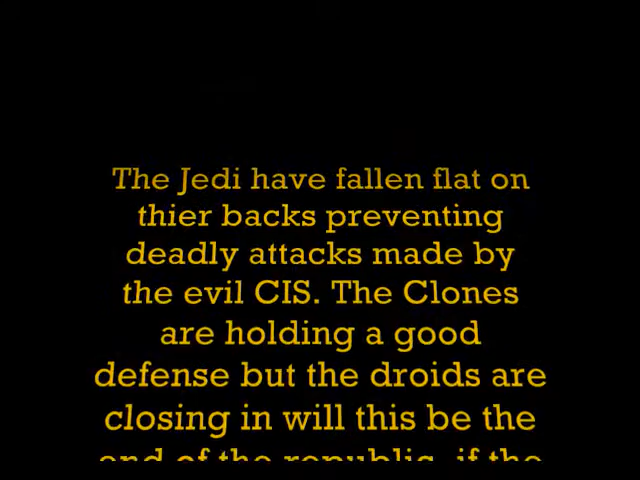 The Jedi have fallen flat on
thier backs preventing
deadly attacks made by
the evil CIS. The Clones
are holding a good
defense but the droids are
closing in will this be the
end of the republic, if the